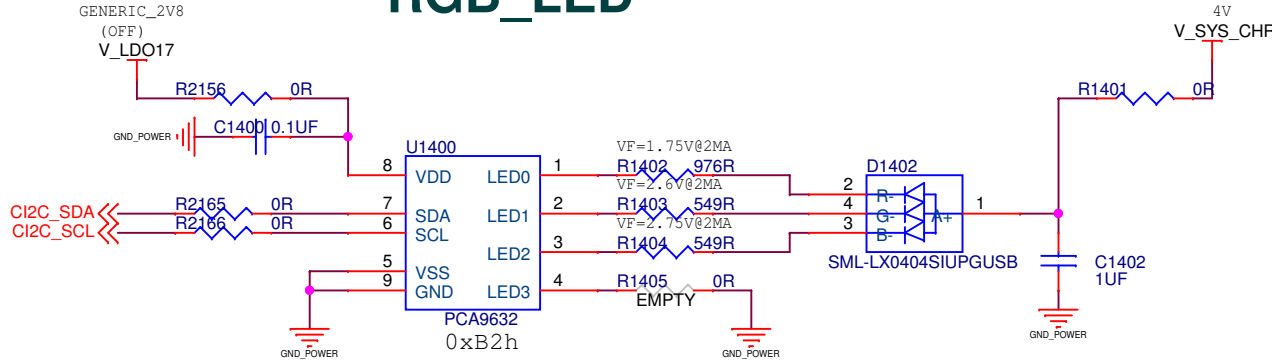 RGB_LED
GENERIC_2V8
(OFF)
V_LDO17
4V
V_SYS_CHR
R2156 0R
R1401 0R
GND_POWER C1400 0.1UF
U1400
VF=1.75V@2MA
R1402 976R
D1402
8 VDD LED0 1
VF=2.6V@2MA
2 R-
CI2C_SDA R2165 0R 7 SDA LED1 2 R1403 549R 4 G- A+ 1
CI2C_SCL R2166 0R 6 SCL
VF=2.75V@2MA
3 B-
LED2 3 R1404 549R
SML-LX0404SIUPGUSB
C1402
1UF
5 VSS
9 GND LED3 4 R1405 0R
EMPTY
PCA9632
0xB2h
GND_POWER
GND_POWER
GND_POWER